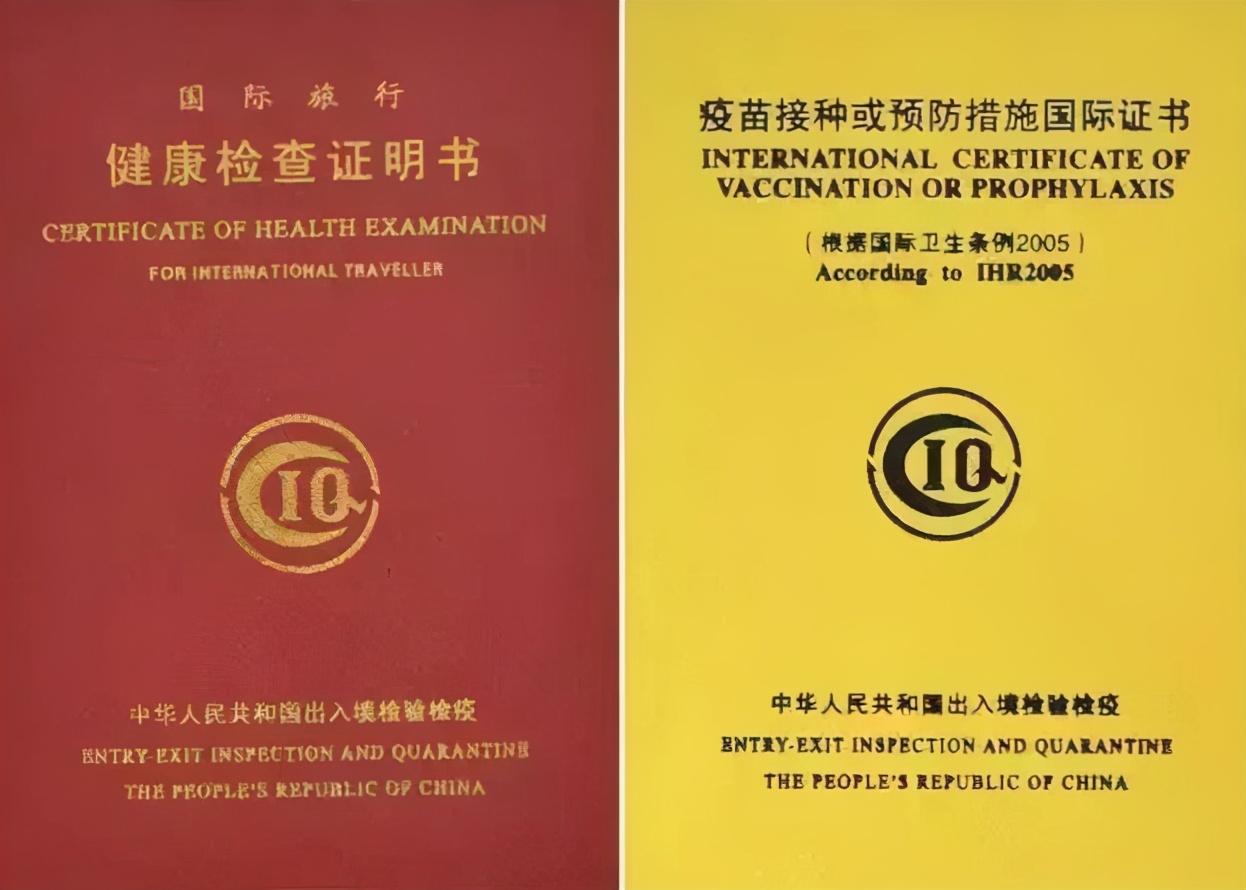 国际旅行
健康检查证明书
CERTIFICATE OF HEALTH EXAMINATION
FOR INTERNATIONAL TRAVELLER
CIQ
中华人民共和国出入境检验检疫
ENTRY-EXIT INSPECTION AND QUARANTINE
THE PEOPLE'S REPUBLIC OF CHINA
疫苗接种或预防措施国际证书
INTERNATIONAL CERTIFICATE OF
VACCINATION OR PROPHYLAXIS
(根据国际卫生条例2005)
According to IHR2005
CIQ
中华人民共和国出入境检验检疫
ENTRY-EXIT INSPECTION AND QUARANTINE
THE PEOPLE'S REPUBLIC OF CHINA